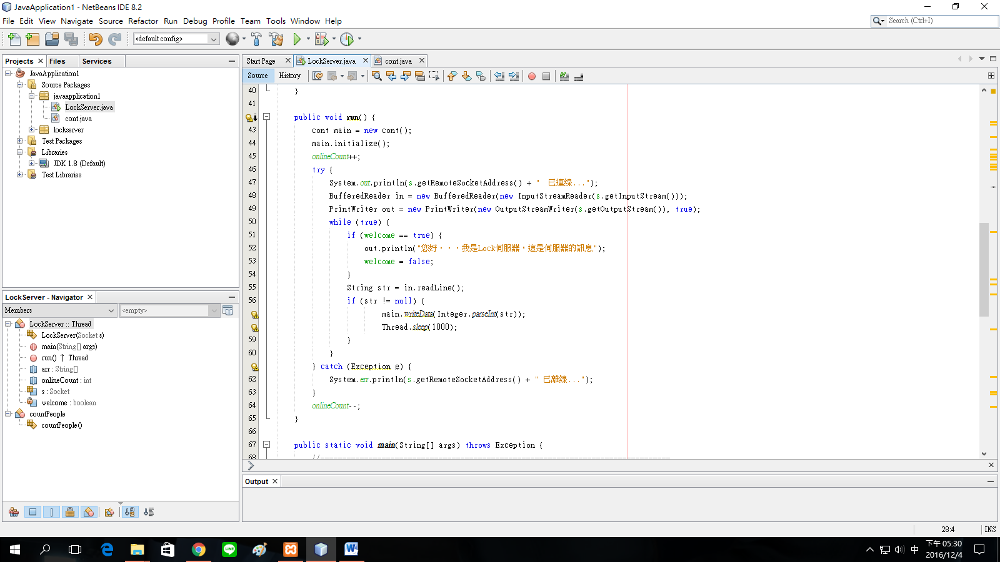 JavaApplication1 - NetBeans IDE 8.2
File Edit View Navigate Source Refactor Run Debug Profile Team Tools Window Help
Search (Ctrl+I)
<default config>
Projects Files Services
JavaApplication1
Source Packages
javaapplication1
LockServer.java
cont.java
lockserver
Test Packages
Libraries
JDK 1.8 (Default)
Test Libraries
LockServer - Navigator
Members <empty>
LockServer :: Thread
LockServer(Socket s)
main(String[] args)
run() ↑ Thread
arr : String[]
onlineCount : int
s : Socket
welcome : boolean
countPeople
countPeople()
Start Page LockServer.java cont.java
Source History
40 }
41
public void run() {
43 cont main = new cont();
44 main.initialize();
45 onlineCount++;
46 try {
47 System.out.println(s.getRemoteSocketAddress() + " 已連線...");
48 BufferedReader in = new BufferedReader(new InputStreamReader(s.getInputStream()));
49 PrintWriter out = new PrintWriter(new OutputStreamWriter(s.getOutputStream()), true);
50 while (true) {
51 if (welcome == true) {
52 out.println("您好・・・我是Lock伺服器，這是伺服器的訊息");
53 welcome = false;
54 }
55 String str = in.readLine();
56 if (str != null) {
main.writeData(Integer.parseInt(str));
Thread.sleep(1000);
59 }
60 }
} catch (Exception e) {
62 System.err.println(s.getRemoteSocketAddress() + " 已離線...");
63 }
64 onlineCount--;
65 }
66
67 public static void main(String[] args) throws Exception {
68 //--------------------------------------------------------------------------------
Output
28:4 INS
中
下午 05:30
2016/12/4